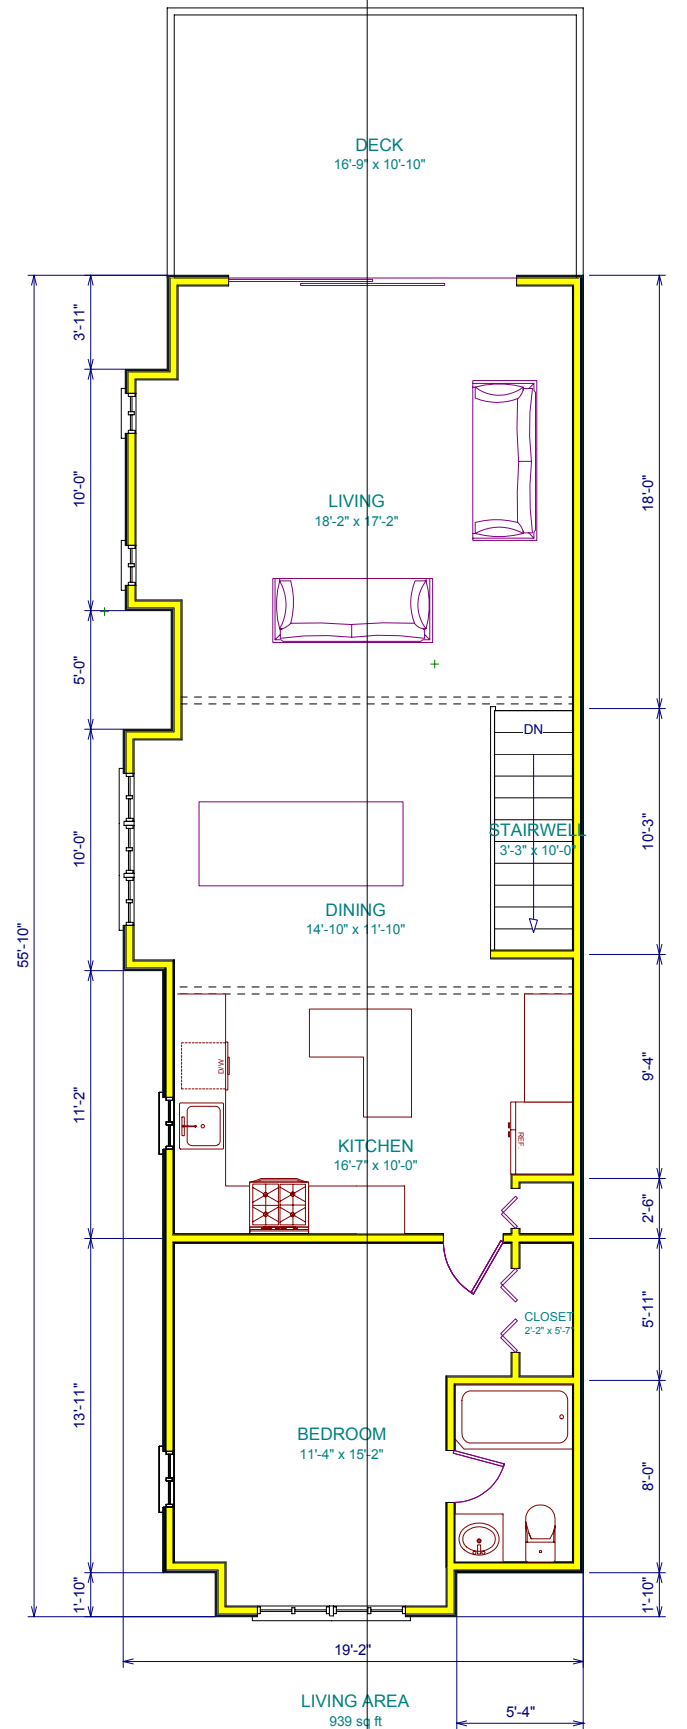 DECK
16'-9" x 10'-10"
3'-11"
10'-0"
LIVING
18'-2" x 17'-2"
18'-0"
5'-0"
DN
10'-0"
STAIRWELL
3'-3" x 10'-0"
10'-3"
DINING
14'-10" x 11'-10"
55'-10"
D/W
9'-4"
11'-2"
REF
KITCHEN
16'-7" x 10'-0"
2'-6"
CLOSET
2'-2" x 5'-7"
5'-11"
13'-11"
BEDROOM
11'-4" x 15'-2"
8'-0"
1'-10"
1'-10"
19'-2"
LIVING AREA
939 sq ft
5'-4"